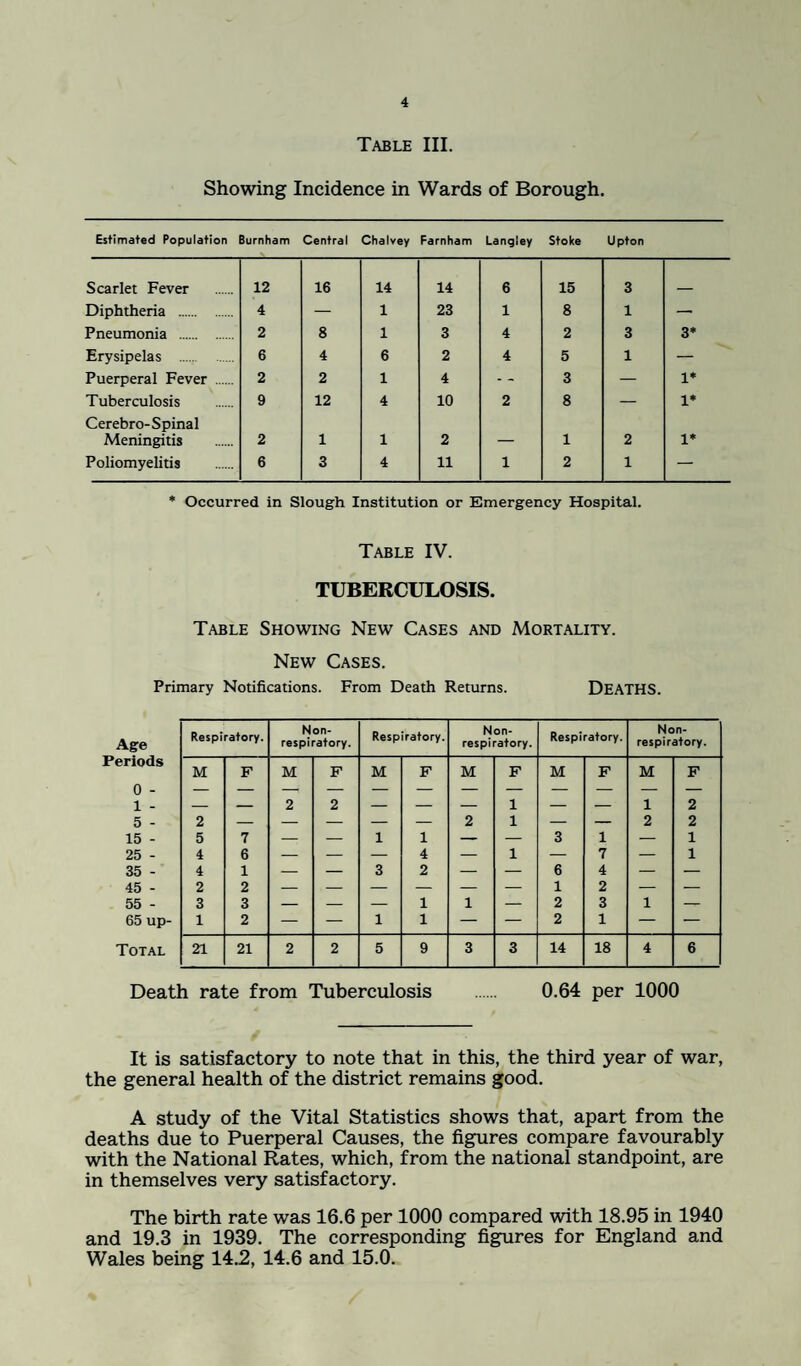 4
TABLE III.
Showing Incidence in Wards of Borough.
Estimated Population Burnham Central Chalvey Farnham Langley Stoke Upton
Scarlet Fever ...... 12 16 14 14 6 15 3 —
Diphtheria ...... ...... 4 — 1 23 1 8 1 —
Pneumonia ...... ...... 2 8 1 3 4 2 3 3*
Erysipelas ...... ...... 6 4 6 2 4 5 1 —
Puerperal Fever ...... 2 2 1 4 - - 3 — 1*
Tuberculosis ...... 9 12 4 10 2 8 — 1*
Cerebro-Spinal
Meningitis ...... 2 1 1 2 — 1 2 1*
Poliomyelitis ...... 6 3 4 11 1 2 1 —
* Occurred in Slough Institution or Emergency Hospital.
TABLE IV.
TUBERCULOSIS.
TABLE SHOWING NEW CASES AND MORTALITY.
NEW CASES.
Primary Notifications. From Death Returns. DEATHS.
Age Periods Respiratory. Non-respiratory. Respiratory. Non-respiratory. Respiratory. Non-respiratory.
M F M F M F M F M F M F
0 - — — — — — — — — — — — —
1 - — — 2 2 — — — 1 — — 1 2
5 - 2 — — — — — 2 1 — — 2 2
15 - 5 7 — — 1 1 — — 3 1 — 1
25 - 4 6 — — — 4 — 1 — 7 — 1
35 - 4 1 — — 3 2 — — 6 4 — —
45 - 2 2 — — — — — — 1 2 — —
55 - 3 3 — — — 1 1 — 2 3 1 —
65 up- 1 2 — — 1 1 — — 2 1 — —
TOTAL 21 21 2 2 5 9 3 3 14 18 4 6
Death rate from Tuberculosis ...... 0.64 per 1000
It is satisfactory to note that in this, the third year of war,
the general health of the district remains good.
A study of the Vital Statistics shows that, apart from the
deaths due to Puerperal Causes, the figures compare favourably
with the National Rates, which, from the national standpoint, are
in themselves very satisfactory.
The birth rate was 16.6 per 1000 compared with 18.95 in 1940
and 19.3 in 1939. The corresponding figures for England and
Wales being 14.2, 14.6 and 15.0.